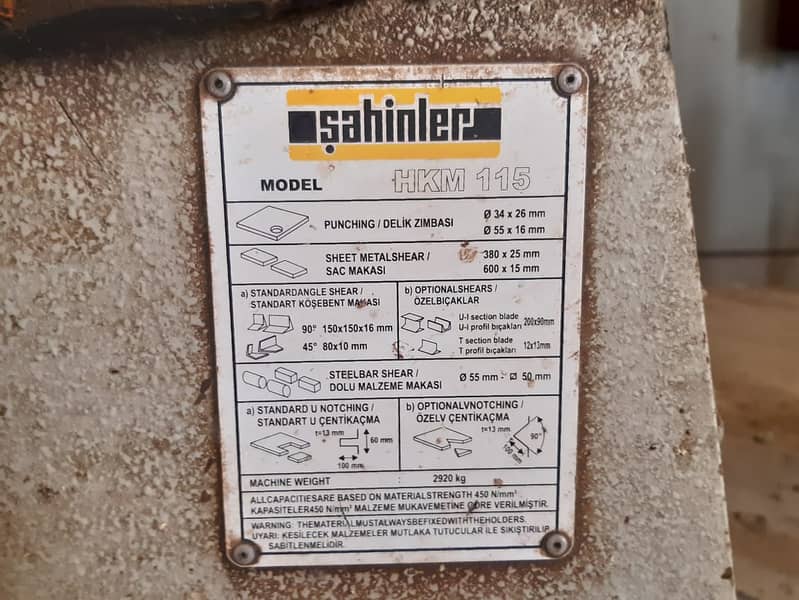 şahinler
MODEL HKM 115
PUNCHING / DELİK ZIMBASI
Ø 34 x 26 mm
Ø 55 x 16 mm
SHEET METALSHEAR /
SAC MAKASI
380 x 25 mm
600 x 15 mm
a) STANDARDANGLE SHEAR /
STANDART KÖŞEBENT MAKASI
90° 150x150x16 mm
45° 80x10 mm
b) OPTIONALSHEARS /
ÖZELBIÇAKLAR
U-I section blade
U-I profil bıçakları
200x90mm
T section blade
T profil bıçakları
12x13mm
STEELBAR SHEAR /
DOLU MALZEME MAKASI
Ø 55 mm - ⍁ 50 mm
a) STANDARD U NOTCHING /
STANDART U ÇENTİKAÇMA
t=13 mm
60 mm
100 mm
b) OPTIONALVNOTCHING /
ÖZELV ÇENTİKAÇMA
t=13 mm
90°
100 mm
MACHINE WEIGHT : 2920 kg
ALLCAPACITIESARE BASED ON MATERIALSTRENGTH 450 N/mm²
KAPASİTELER450 N/mm² MALZEME MUKAVEMETINE GÖRE VERİLMİŞTİR.
WARNING: THEMATERIALMUSTALWAYSBEFIXEDWITHTHEHOLDERS.
UYARI: KESİLECEK MALZEMELER MUTLAKA TUTUCULAR İLE SIKIŞTIRILIP
SABİTLENMELİDİR.